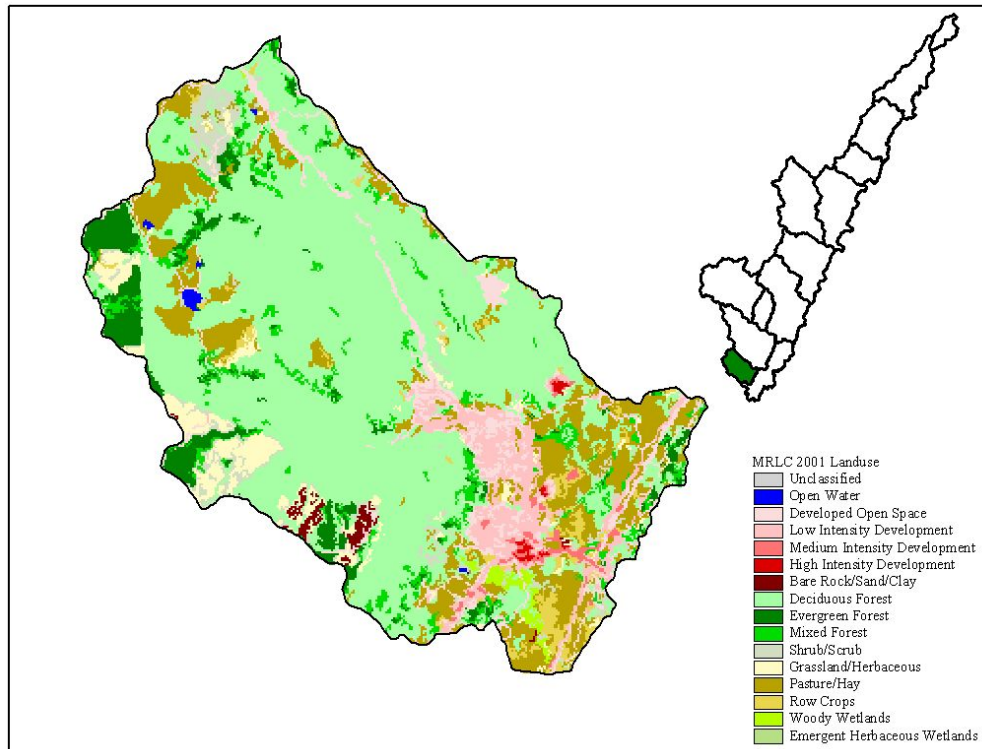 MRLC 2001 Landuse
Unclassified
Open Water
Developed Open Space
Low Intensity Development
Medium Intensity Development
High Intensity Development
Bare Rock/Sand/Clay
Deciduous Forest
Evergreen Forest
Mixed Forest
Shrub/Scrub
Grassland/Herbaceous
Pasture/Hay
Row Crops
Woody Wetlands
Emergent Herbaceous Wetlands